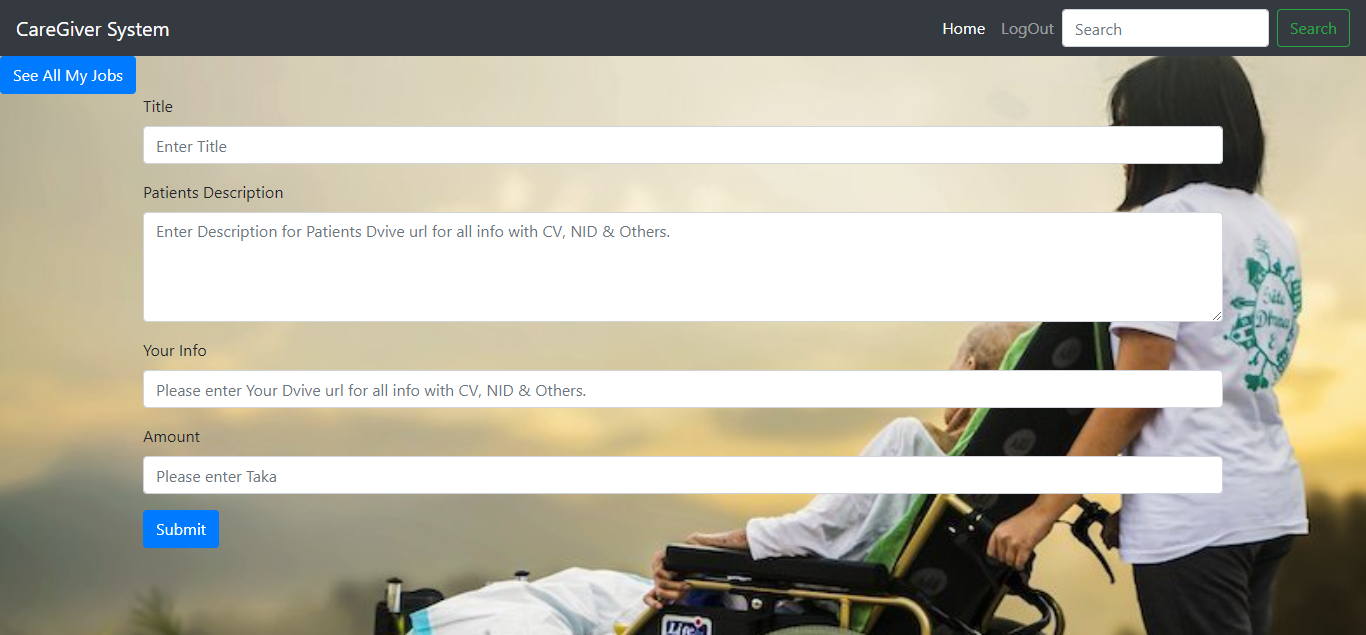 CareGiver System
Home LogOut Search Search
See All My Jobs
Title
Enter Title
Patients Description
Enter Description for Patients Dvive url for all info with CV, NID & Others.
Your Info
Please enter Your Dvive url for all info with CV, NID & Others.
Amount
Please enter Taka
Submit